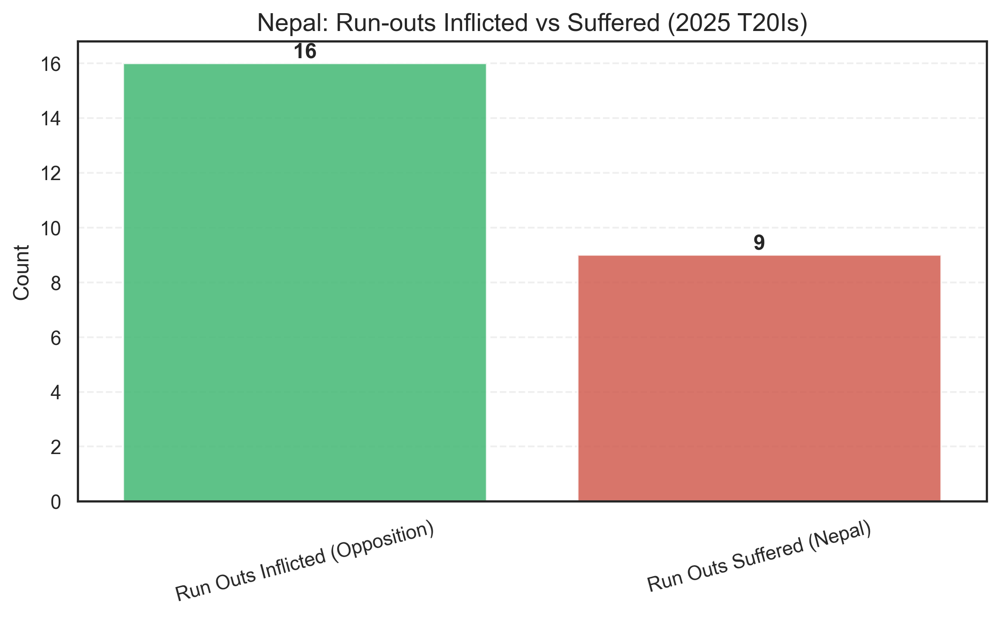 Nepal: Run-outs Inflicted vs Suffered (2025 T20Is)
16
16
14
12
10
9
8
6
4
2
0
Count
Run Outs Inflicted (Opposition)
Run Outs Suffered (Nepal)